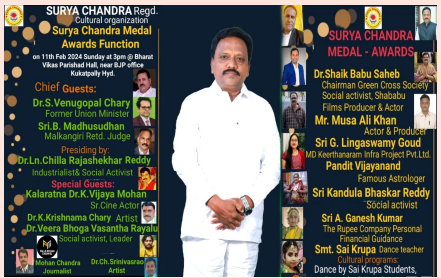 SURYA CHANDRA Regd.
Cultural organization
Surya Chandra Medal
Awards Function
on 11th Feb 2024 Sunday at 3pm @ Bharat
Vikas Parishad Hall, near BJP office
Kukatpally Hyd.
Chief Guests:
Dr.S.Venugopal Chary
Former Union Minister
Sri.B. Madhusudhan
Malkangiri Retd. Judge
Presiding by:
Dr.Ln.Chilla Rajashekhar Reddy
Industrialist& Social Activist
Special Guests:
Kalaratna Dr.K.Vijaya Mohan
Sr.Cine Actor
Dr.K.Krishnama Chary Artist
Dr.Veera Bhoga Vasantha Rayalu
Social activist, Leader
Mohan Chandra
Journalist
Dr.Ch.Srinivasrao
Artist
SURYA CHANDRA
MEDAL - AWARDS
Dr.Shaik Babu Saheb
Chairman Green Cross Society
Social activist, Shababu
Films Producer & Actor
Mr. Musa Ali Khan
Actor & Producer
Sri G. Lingaswamy Goud
MD Keerthanaram Infra Project Pvt.Ltd.
Pandit Vijayanand
Famous Astrologer
Sri Kandula Bhaskar Reddy
Social activist
Sri A. Ganesh Kumar
The Rupee Company Personal
Financial Guidance
Smt. Sai Krupa Dance teacher
Cultural programs:
Dance by Sai Krupa Students,